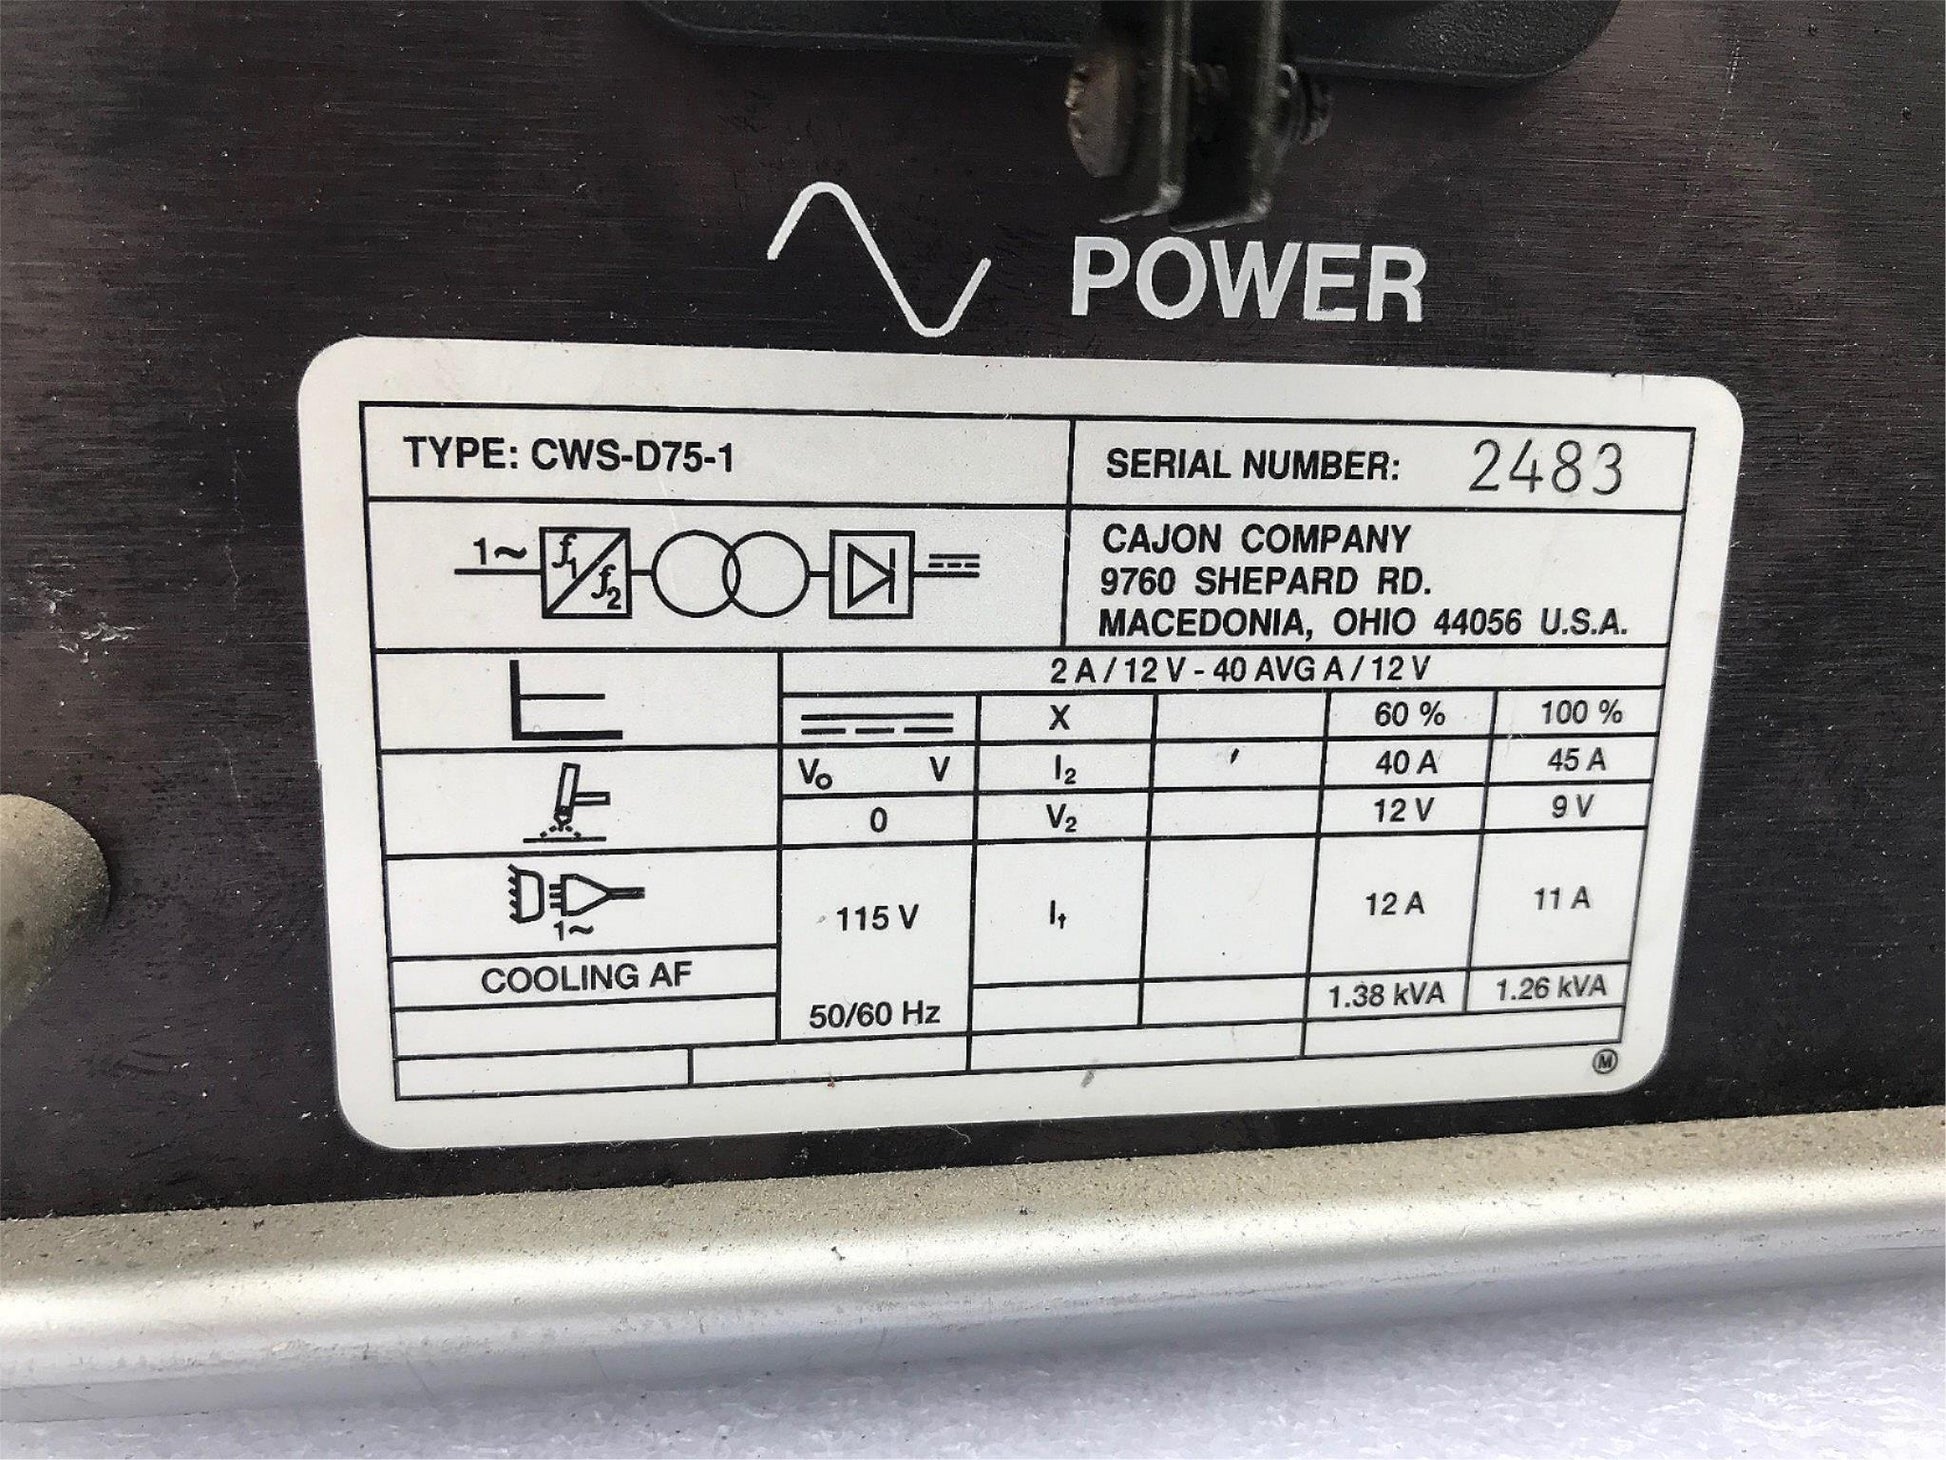 POWER
TYPE: CWS-D75-1
SERIAL NUMBER: 2483
1~ f1 f2
CAJON COMPANY
9760 SHEPARD RD.
MACEDONIA, OHIO 44056 U.S.A.
2 A / 12 V - 40 AVG A / 12 V
X 60 % 100 %
V₀ V I₂ 40 A 45 A
0 V₂ 12 V 9 V
1~ 115 V I₁ 12 A 11 A
COOLING AF
50/60 Hz 1.38 kVA 1.26 kVA
M